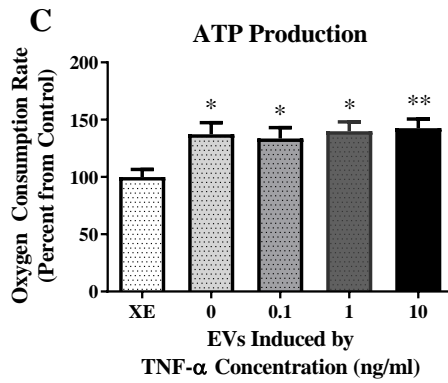 C
ATP Production
Oxygen Consumption Rate
(Percent from Control)
200
150
100
50
0
* * * **
XE 0 0.1 1 10
EVs Induced by
TNF-α Concentration (ng/ml)